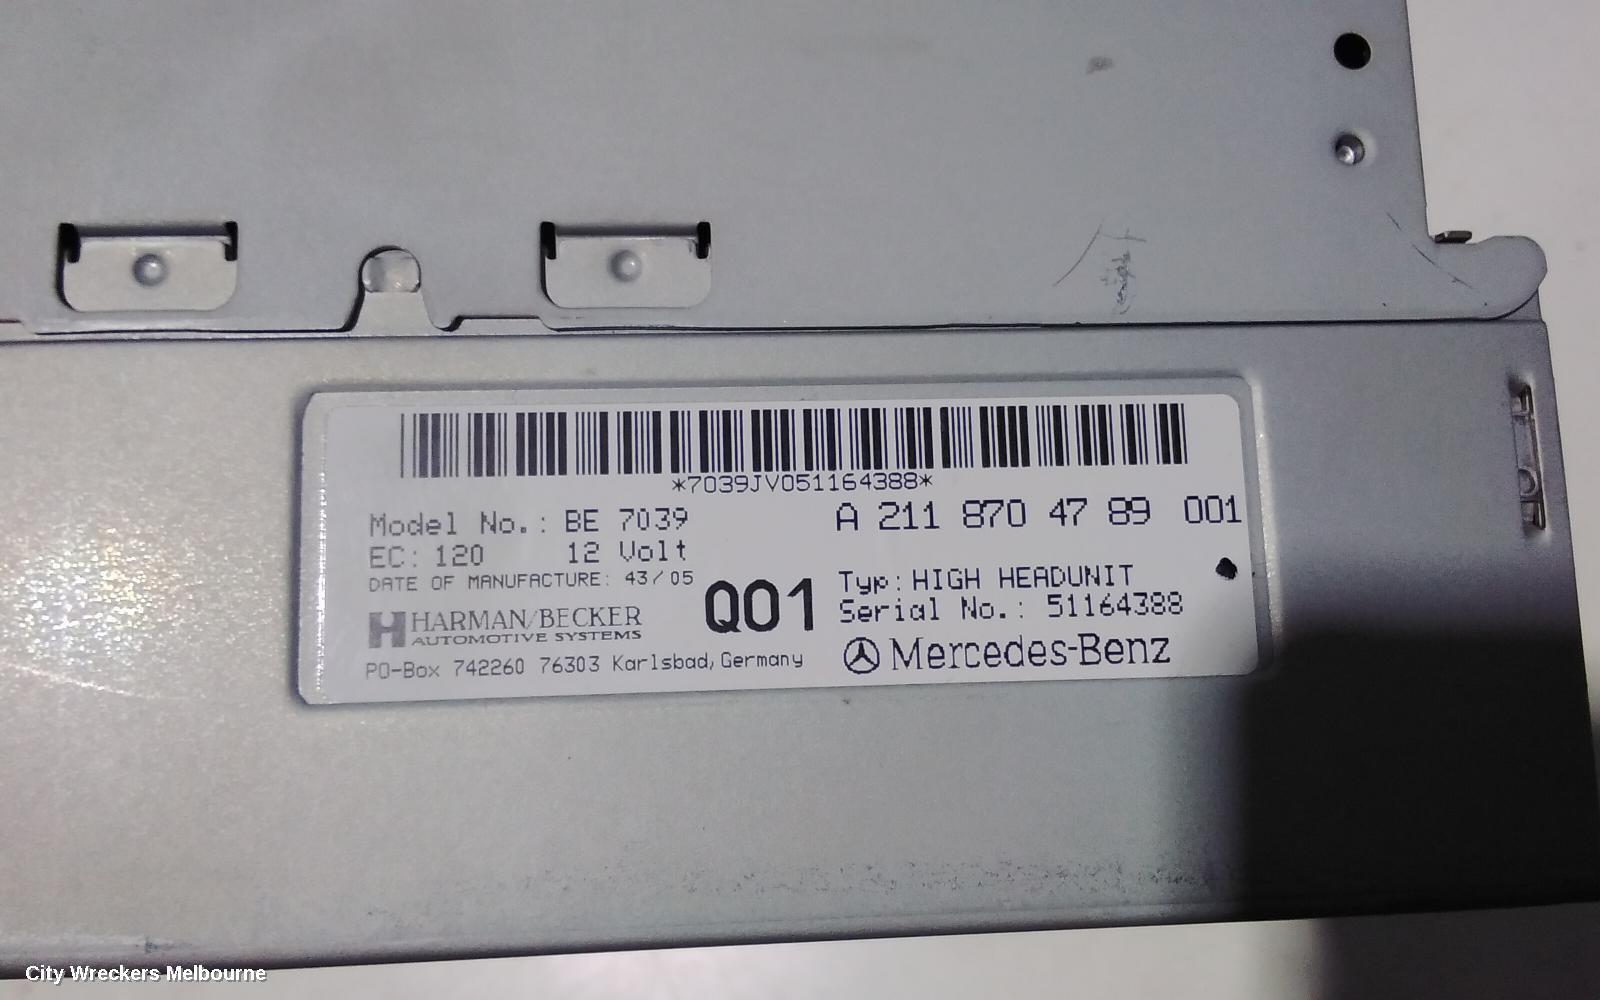 *7039JV051164388*
Model No.: BE 7039
A 211 870 47 89 001
EC: 120 12 Volt
DATE OF MANUFACTURE: 43/05
Q01
Typ: HIGH HEADUNIT
Serial No.: 51164388
HARMAN/BECKER
AUTOMOTIVE SYSTEMS
Mercedes-Benz
PO-Box 742260 76303 Karlsbad, Germany
City Wreckers Melbourne